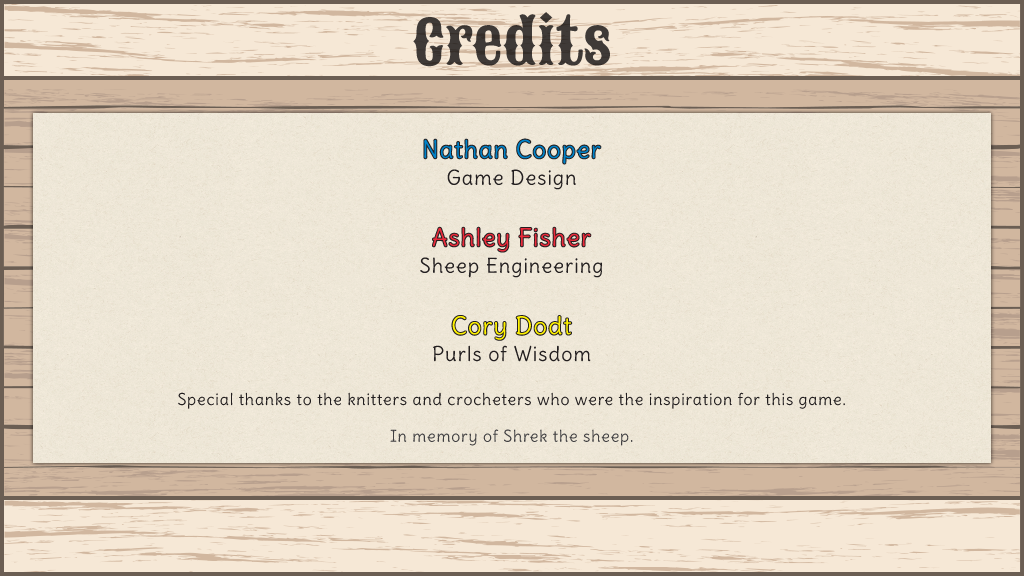 Credits
Nathan Cooper
Game Design
Ashley Fisher
Sheep Engineering
Cory Dodt
Purls of Wisdom
Special thanks to the knitters and crocheters who were the inspiration for this game.
In memory of Shrek the sheep.